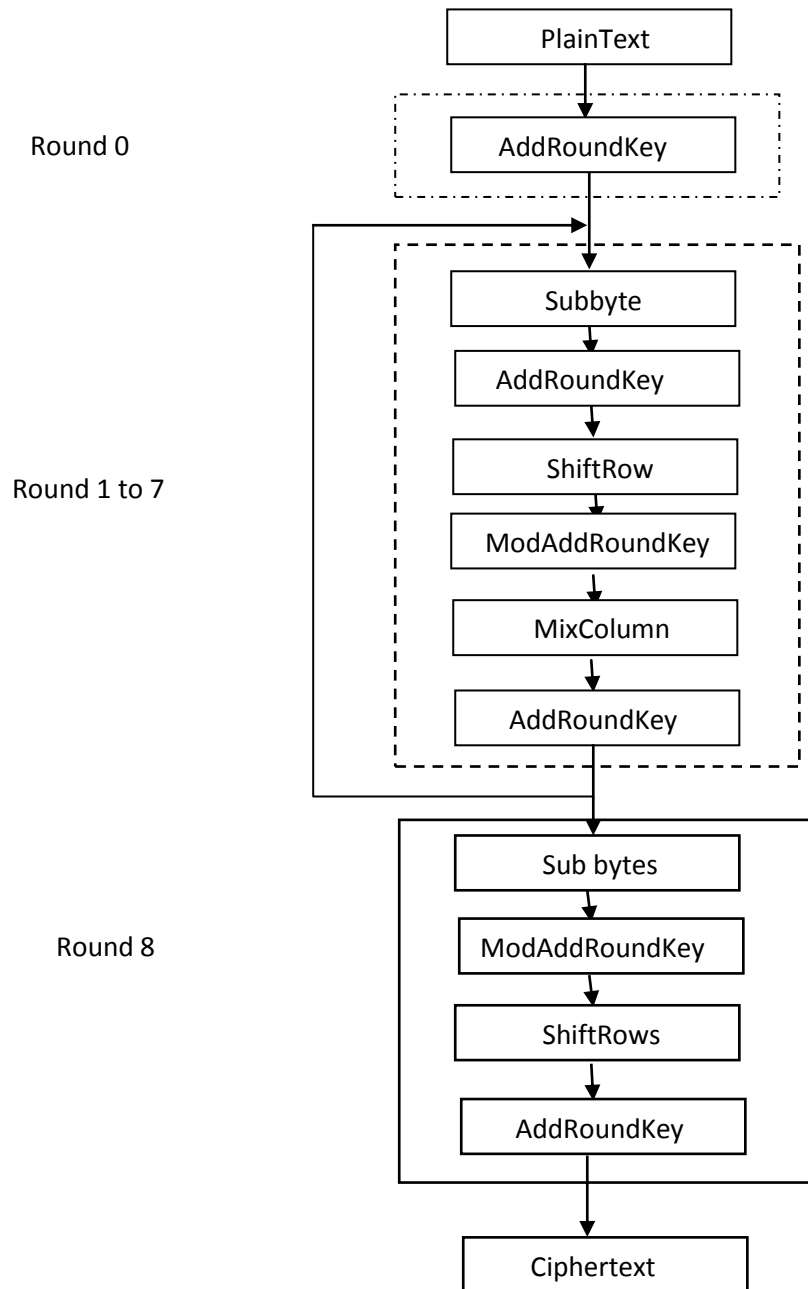 PlainText
Round 0
AddRoundKey
Subbyte
AddRoundKey
Round 1 to 7
ShiftRow
ModAddRoundKey
MixColumn
AddRoundKey
Sub bytes
Round 8
ModAddRoundKey
ShiftRows
AddRoundKey
Ciphertext